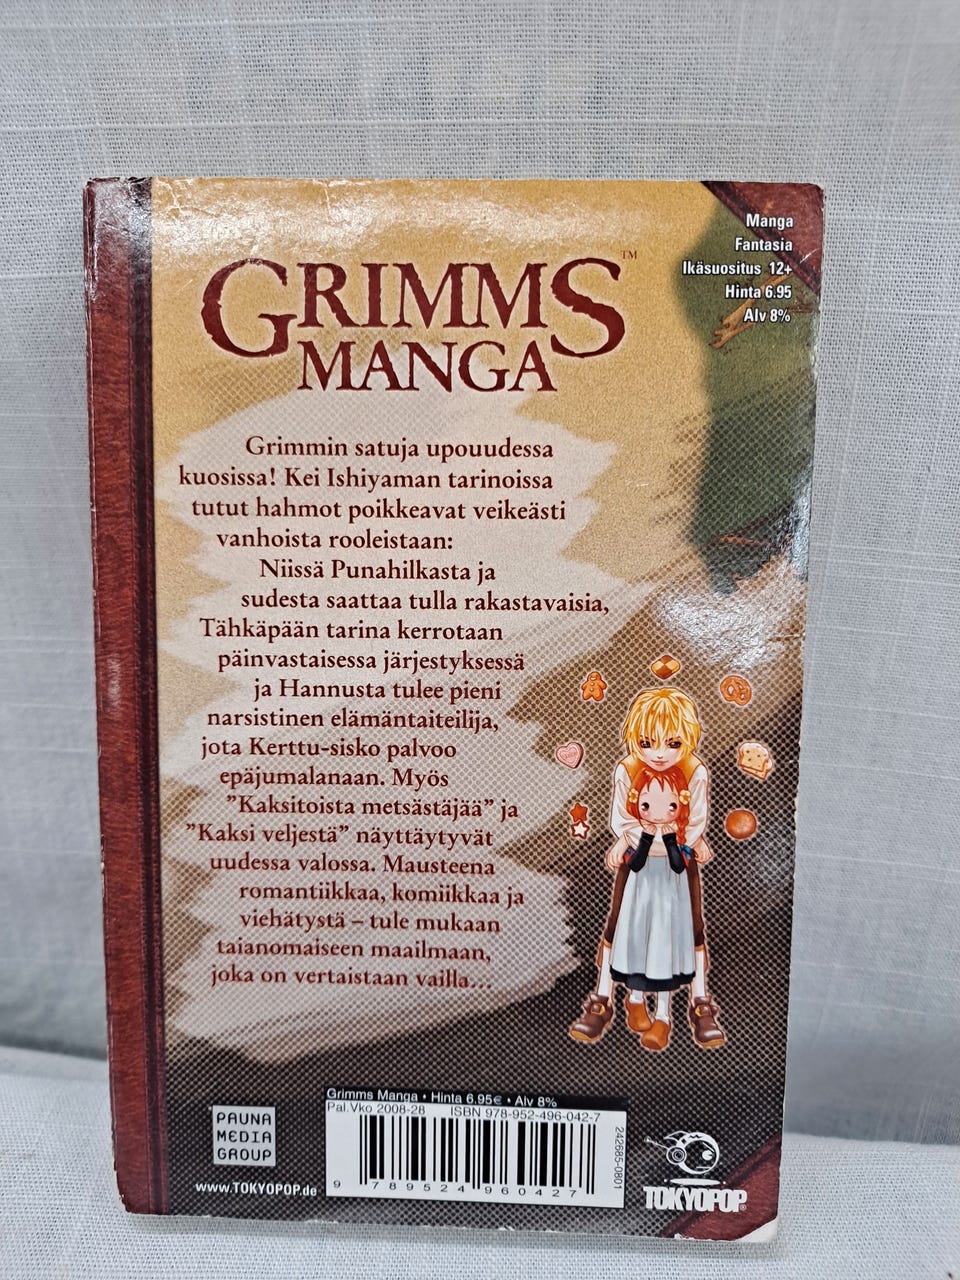 Manga
Fantasia
Ikäsuositus 12+
Hinta 6.95
Alv 8%
GRIMMS™
MANGA
Grimmin satuja upouudessa
kuosissa! Kei Ishiyaman tarinoissa
tutut hahmot poikkeavat veikeästi
vanhoista rooleistaan:
Niissä Punahilkasta ja
sudesta saattaa tulla rakastavaisia,
Tähkäpään tarina kerrotaan
päinvastaisessa järjestyksessä
ja Hannusta tulee pieni
narsistinen elämäntaiteilija,
jota Kerttu-sisko palvoo
epäjumalanaan. Myös
"Kaksitoista metsästäjää" ja
"Kaksi veljestä" näyttäytyvät
uudessa valossa. Mausteena
romantiikkaa, komiikkaa ja
viehätystä – tule mukaan
taianomaiseen maailmaan,
joka on vertaistaan vailla...
PAUNA
MEDIA
GROUP
www.TOKYOPOP.de
Grimms Manga • Hinta 6.95€ • Alv 8%
Pal.Vko 2008-28 ISBN 978-952-496-042-7
9 789524 960427
242685-0801
TOKYOPOP®